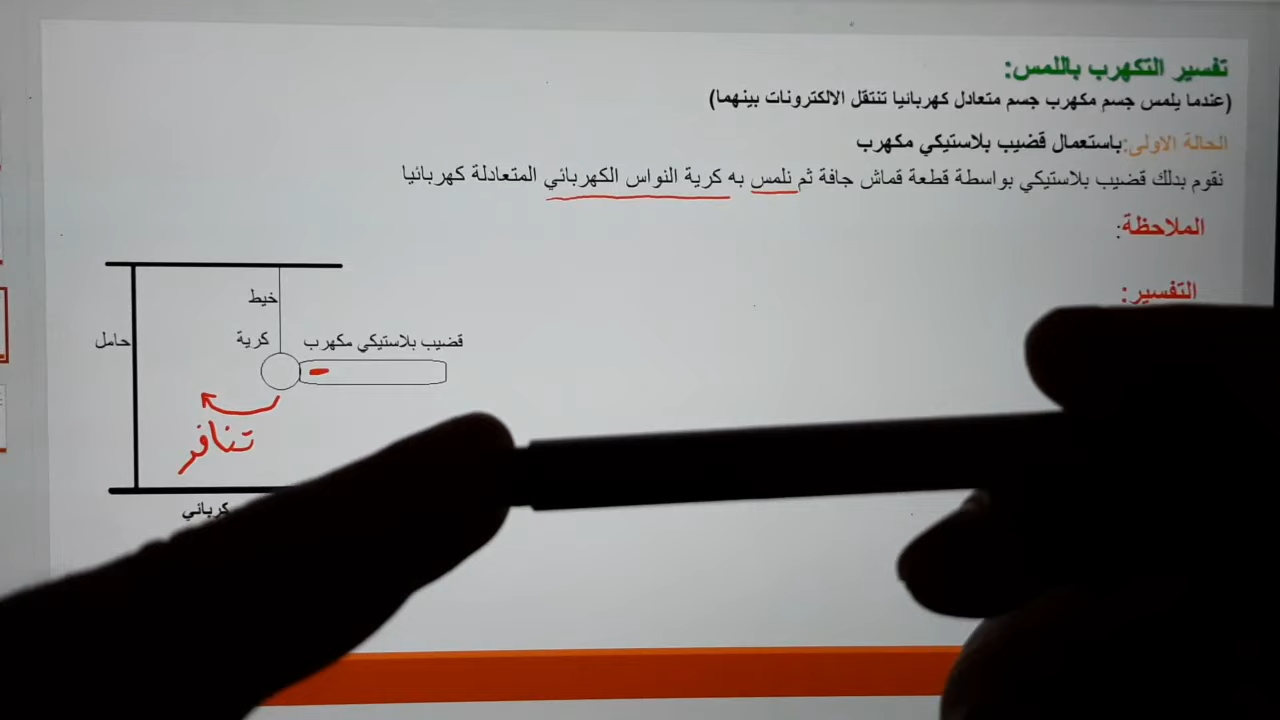 تفسير التكهرب باللمس:
(عندما يلمس جسم مكهرب جسم متعادل كهربائيا تنتقل الالكترونات بينهما)
الحالة الاولى:باستعمال قضيب بلاستيكي مكهرب
نقوم بدلك قضيب بلاستيكي بواسطة قطعة قماش جافة ثم نلمس به كرية النواس الكهربائي المتعادلة كهربائيا
الملاحظة:
التفسير:
خيط
حامل
كرية
قضيب بلاستيكي مكهرب
-
تنافر
كربائي